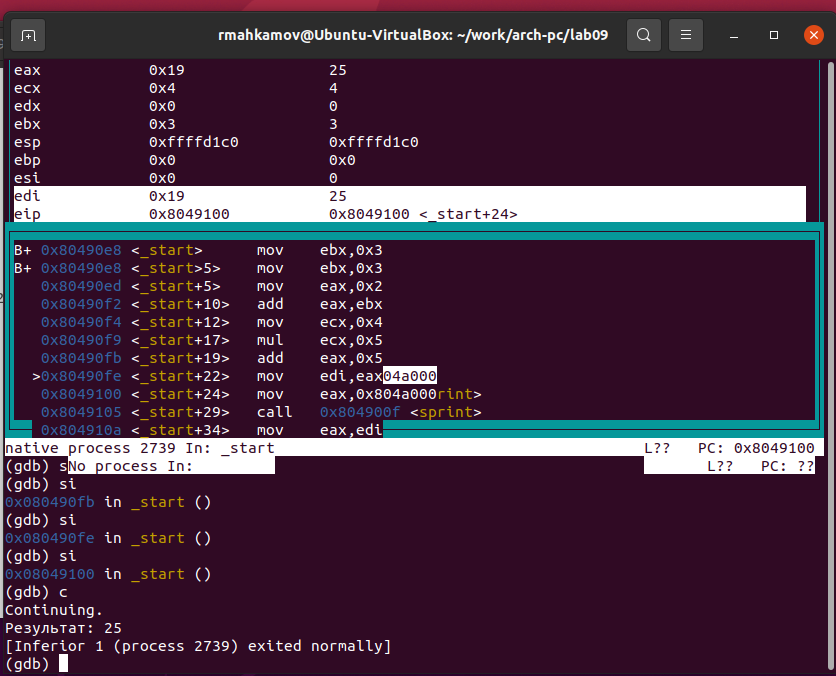 rmahkamov@Ubuntu-VirtualBox: ~/work/arch-pc/lab09
eax 0x19 25
ecx 0x4 4
edx 0x0 0
ebx 0x3 3
esp 0xffffd1c0 0xffffd1c0
ebp 0x0 0x0
esi 0x0 0
edi 0x19 25
eip 0x8049100 0x8049100 <_start+24>
B+ 0x80490e8 <_start> mov ebx,0x3
B+ 0x80490e8 <_start>5> mov ebx,0x3
0x80490ed <_start+5> mov eax,0x2
0x80490f2 <_start+10> add eax,ebx
0x80490f4 <_start+12> mov ecx,0x4
0x80490f9 <_start+17> mul ecx,0x5
0x80490fb <_start+19> add eax,0x5
>0x80490fe <_start+22> mov edi,eax04a000
0x8049100 <_start+24> mov eax,0x804a000rint>
0x8049105 <_start+29> call 0x804900f <sprint>
0x804910a <_start+34> mov eax,edi
native process 2739 In: _start L?? PC: 0x8049100
(gdb) sNo process In: L?? PC: ??
(gdb) si
0x080490fb in _start ()
(gdb) si
0x080490fe in _start ()
(gdb) si
0x08049100 in _start ()
(gdb) c
Continuing.
Результат: 25
[Inferior 1 (process 2739) exited normally]
(gdb)